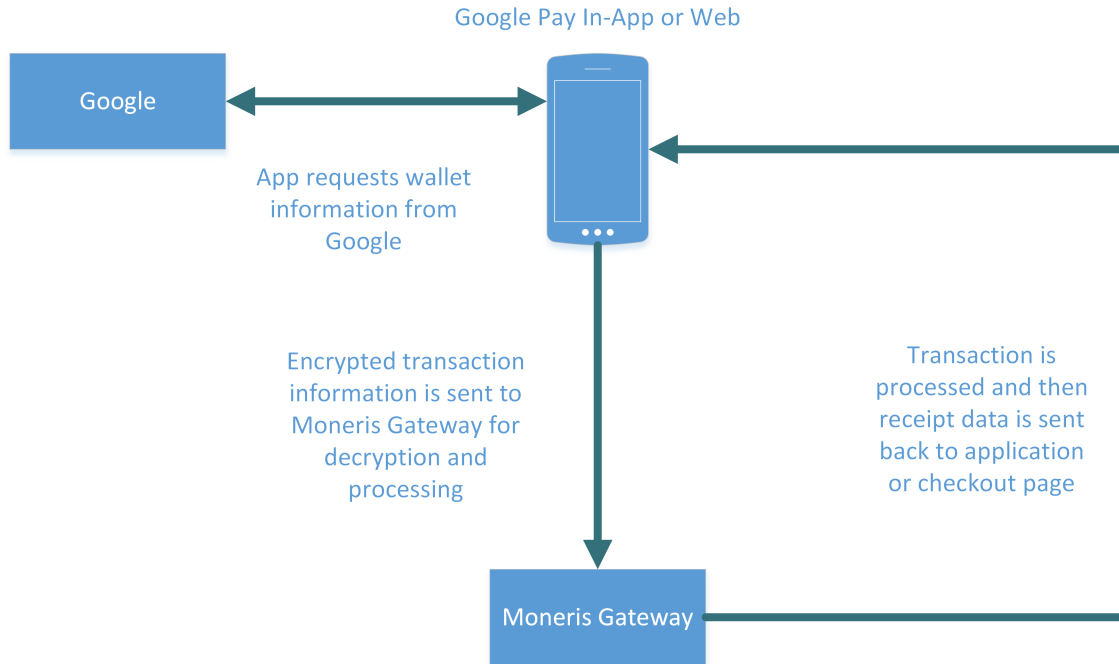 Google Pay In-App or Web
Google
App requests wallet
information from
Google
Encrypted transaction
information is sent to
Moneris Gateway for
decryption and
processing
Transaction is
processed and then
receipt data is sent
back to application
or checkout page
Moneris Gateway